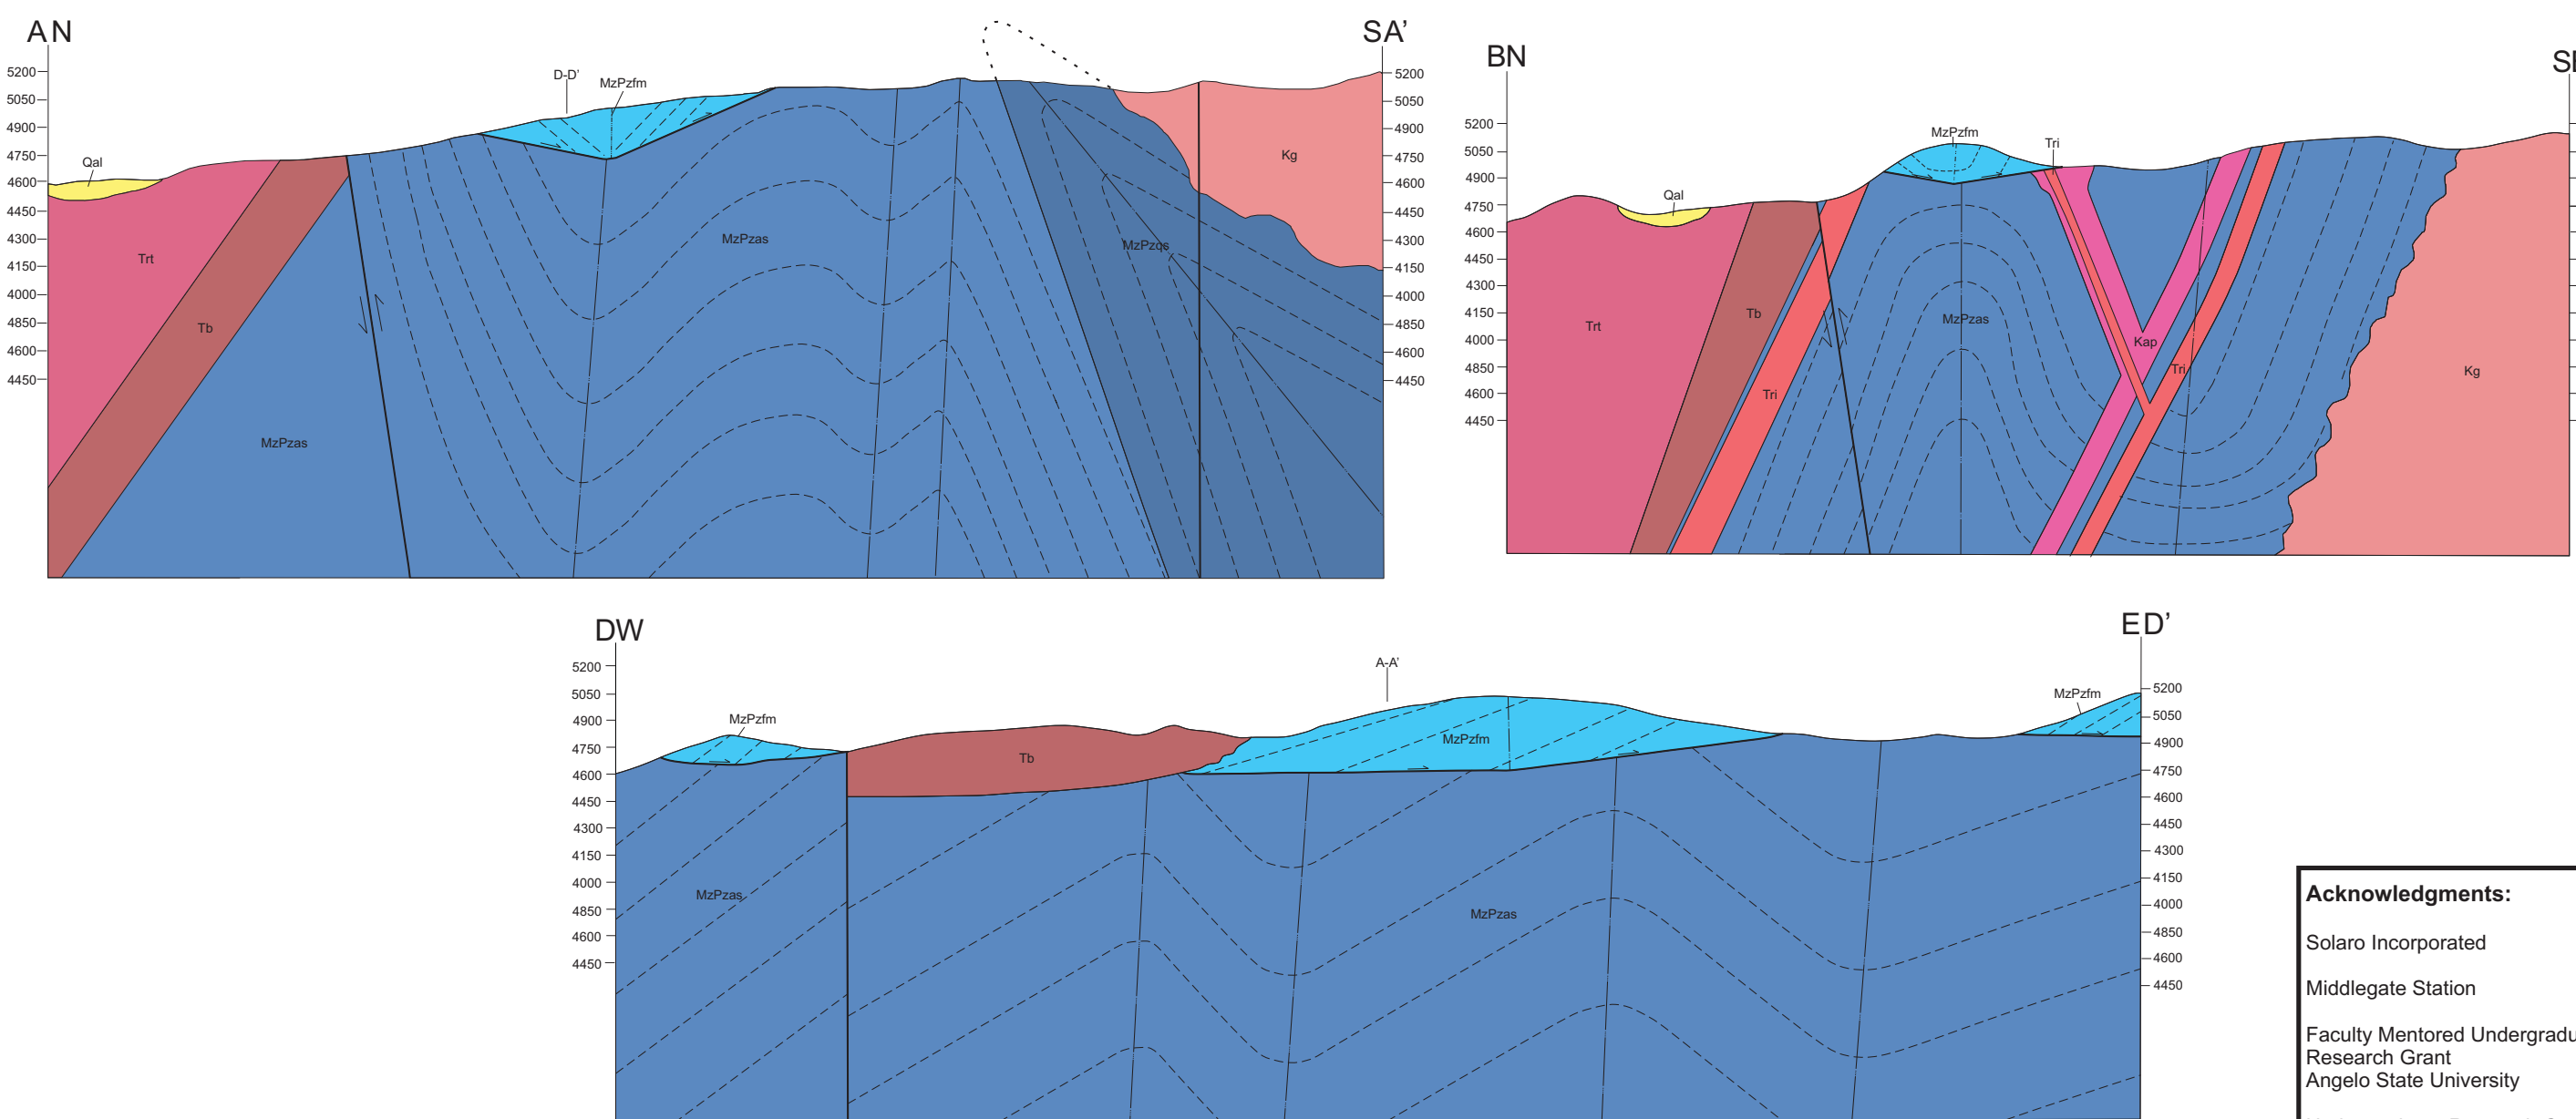 AN
SA'
5200
5050
4900
4750
4600
4450
4300
4150
4000
4850
4600
4450
D-D'
MzPzfm
Qal
Trt
Tb
MzPzas
MzPzas
MzPzqs
Kg
5200
5050
4900
4750
4600
4450
4300
4150
4000
4850
4600
4450
BN
5200
5050
4900
4750
4600
4450
4300
4150
4000
4850
4600
4450
MzPzfm
Tri
Qal
Trt
Tb
Tri
MzPzas
Kap
Tri
Kg
DW
ED'
5200
5050
4900
4750
4600
4450
4300
4150
4000
4850
4600
4450
MzPzfm
A-A'
MzPzfm
Tb
MzPzfm
MzPzas
MzPzas
5200
5050
4900
4750
4600
4450
4300
4150
4000
4850
4600
4450
Acknowledgments:
Solaro Incorporated
Middlegate Station
Faculty Mentored Undergradu
Research Grant
Angelo State University